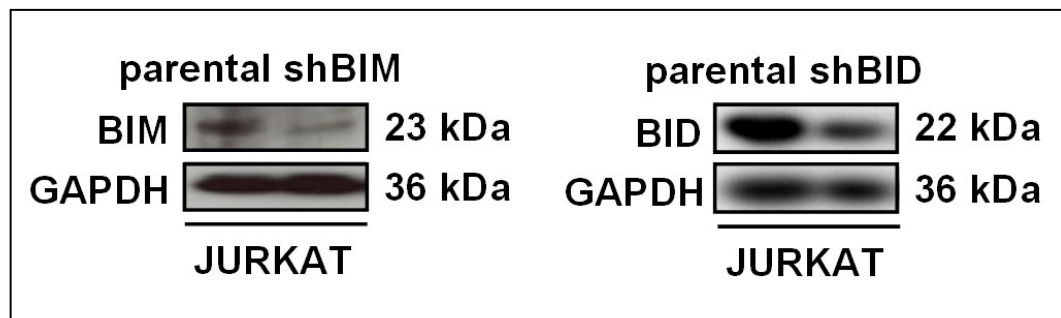 parental shBIM
BIM 23 kDa
GAPDH 36 kDa
JURKAT
parental shBID
BID 22 kDa
GAPDH 36 kDa
JURKAT